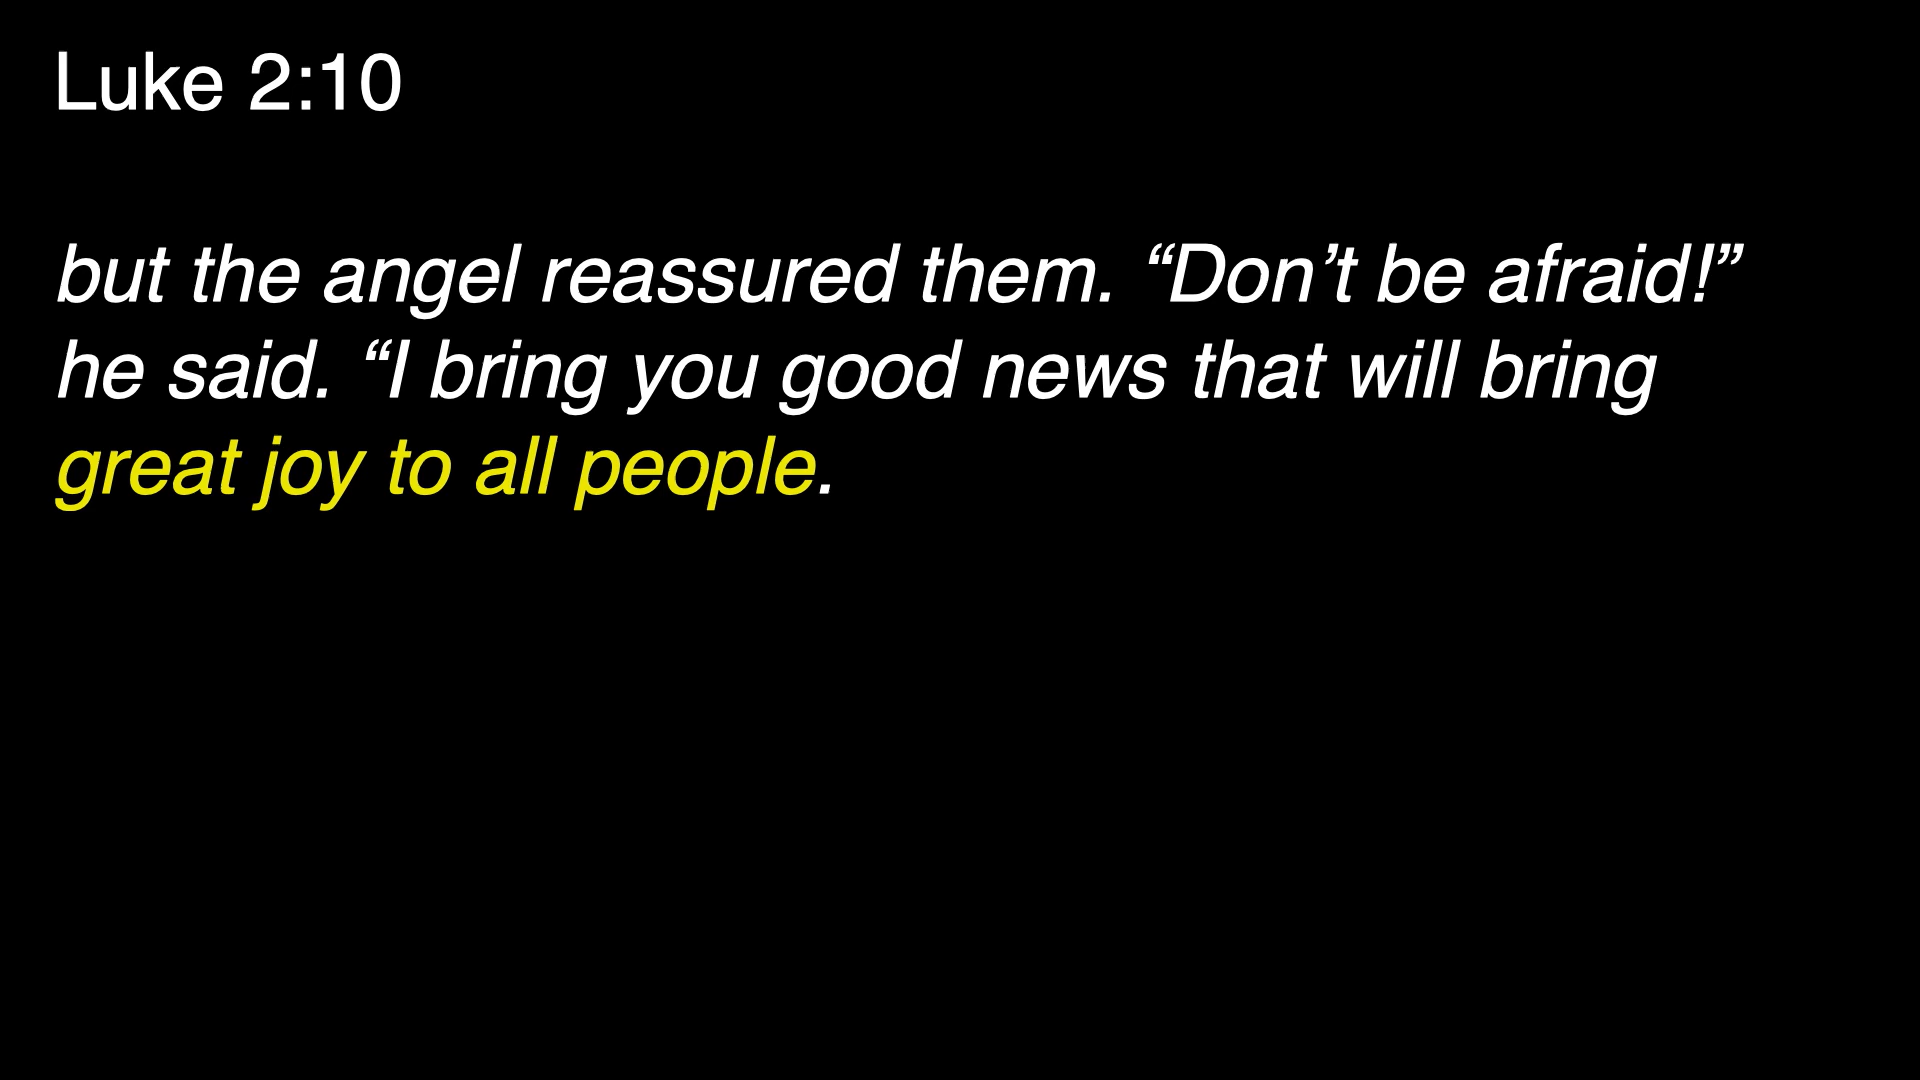 Luke 2:10
but the angel reassured them. “Don’t be afraid!”
he said. “I bring you good news that will bring
great joy to all people.